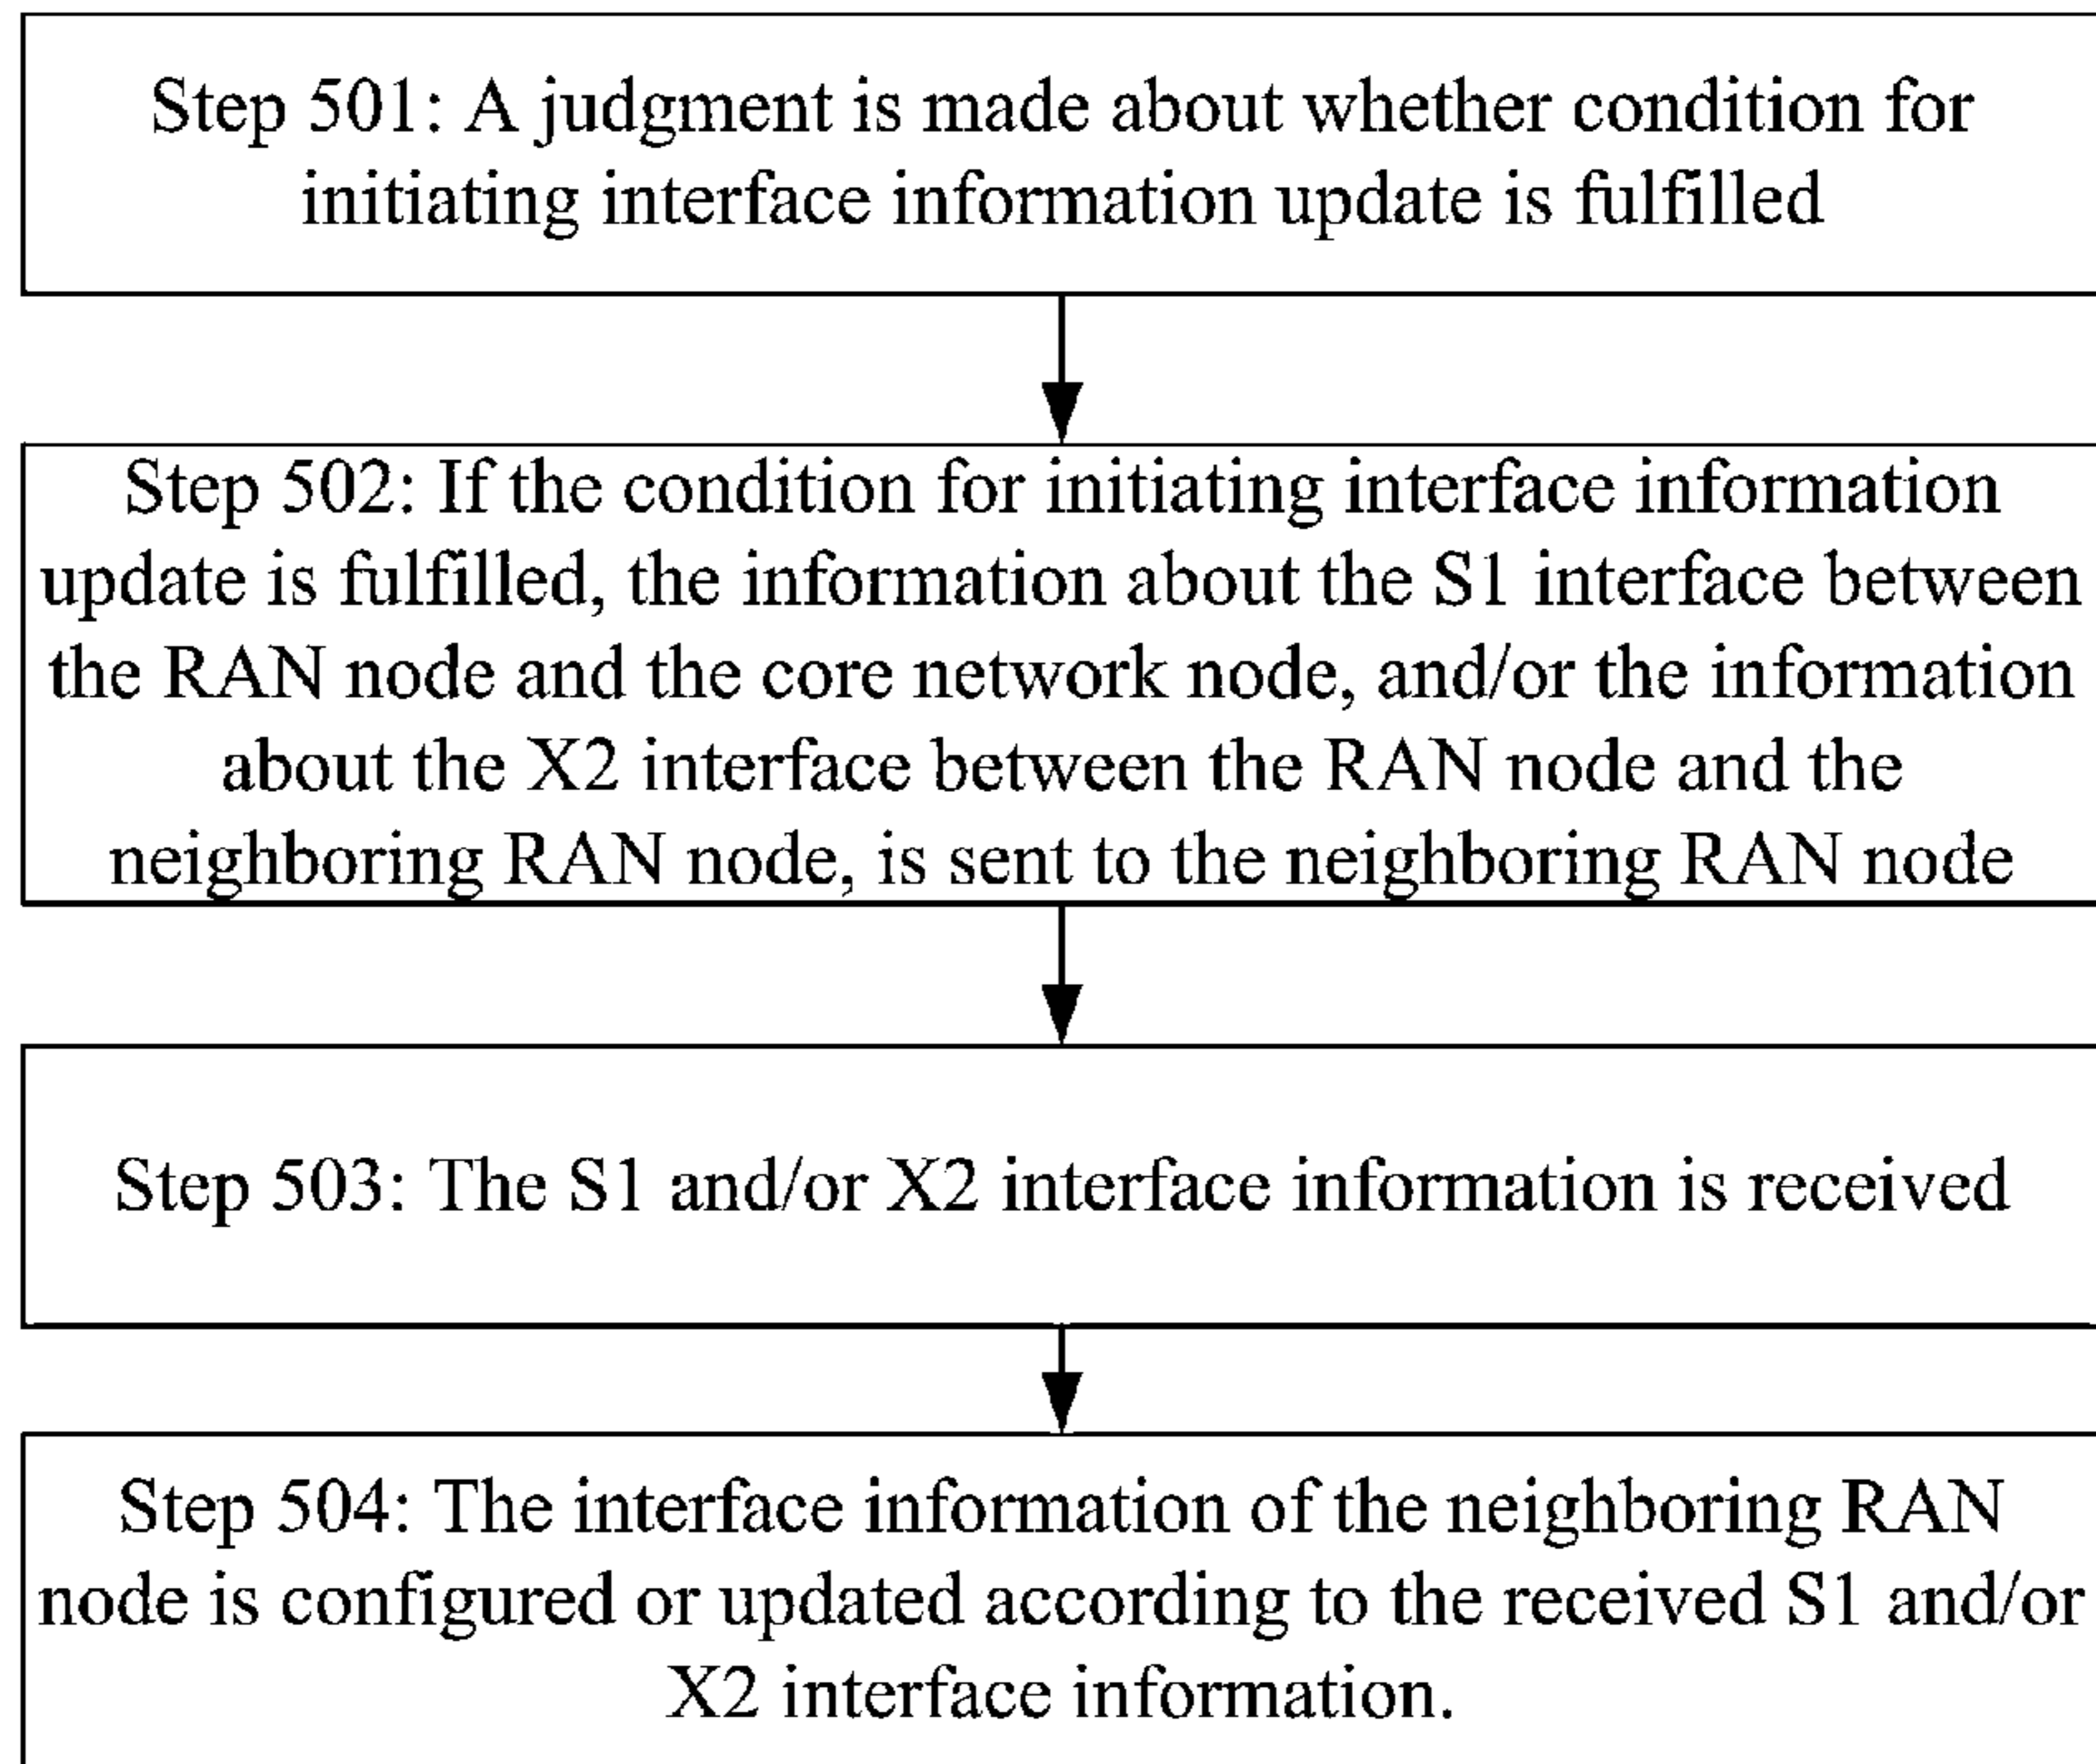 Step 501: A judgment is made about whether condition for
initiating interface information update is fulfilled
Step 502: If the condition for initiating interface information
update is fulfilled, the information about the S1 interface between
the RAN node and the core network node, and/or the information
about the X2 interface between the RAN node and the
neighboring RAN node, is sent to the neighboring RAN node
Step 503: The S1 and/or X2 interface information is received
Step 504: The interface information of the neighboring RAN
node is configured or updated according to the received S1 and/or
X2 interface information.